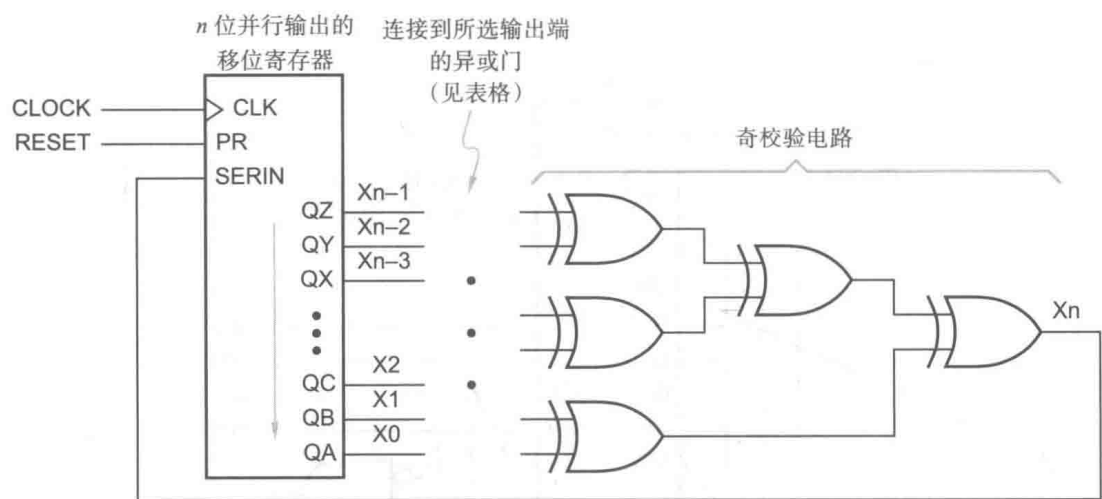 n 位并行输出的
移位寄存器
连接到所选输出端
的异或门
（见表格）
奇校验电路
CLOCK
CLK
RESET
PR
SERIN
QZ
Xn–1
QY
Xn–2
QX
Xn–3
QC
X2
QB
X1
QA
X0
Xn